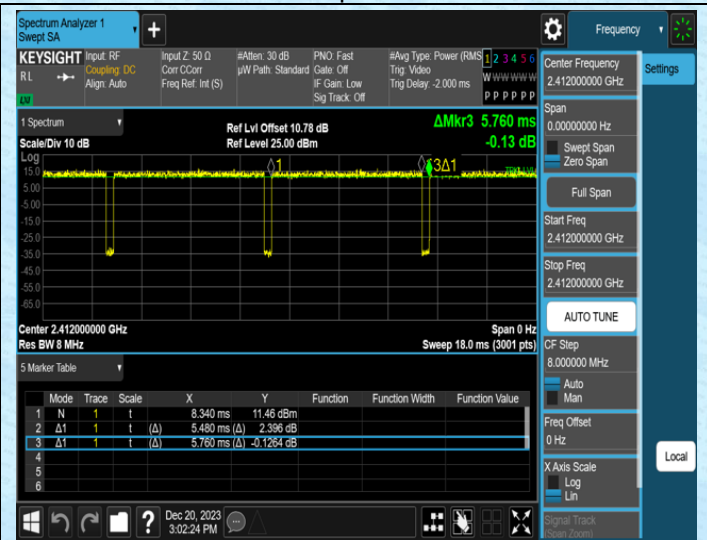 Spectrum Analyzer 1
Swept SA
+
Frequency
KEYSIGHT
RL
LXI
Input: RF
Coupling: DC
Align: Auto
Input Z: 50 Ω
Corr CCorr
Freq Ref: Int (S)
#Atten: 30 dB
µW Path: Standard
PNO: Fast
Gate: Off
IF Gain: Low
Sig Track: Off
#Avg Type: Power (RMS
Trig: Video
Trig Delay: -2.000 ms
1 2 3 4 5 6
W W W W W W
P P P P P P
1 Spectrum
Scale/Div 10 dB
Ref Lvl Offset 10.78 dB
Ref Level 25.00 dBm
ΔMkr3 5.760 ms
-0.13 dB
Log
15.0
5.00
-5.00
-15.0
-25.0
-35.0
-45.0
-55.0
-65.0
1
3Δ1
Center 2.412000000 GHz
Res BW 8 MHz
Span 0 Hz
Sweep 18.0 ms (3001 pts)
5 Marker Table
Mode Trace Scale X Y Function Function Width Function Value
1 N 1 t 8.340 ms 11.46 dBm
2 Δ1 1 t (Δ) 5.480 ms (Δ) 2.396 dB
3 Δ1 1 t (Δ) 5.760 ms (Δ) -0.1264 dB
4
5
6
?
Dec 20, 2023
3:02:24 PM
Center Frequency
2.412000000 GHz
Settings
Span
0.00000000 Hz
Swept Span
Zero Span
Full Span
Start Freq
2.412000000 GHz
Stop Freq
2.412000000 GHz
AUTO TUNE
CF Step
8.000000 MHz
Auto
Man
Freq Offset
0 Hz
X Axis Scale
Log
Lin
Signal Track
(Span Zoom)
Local